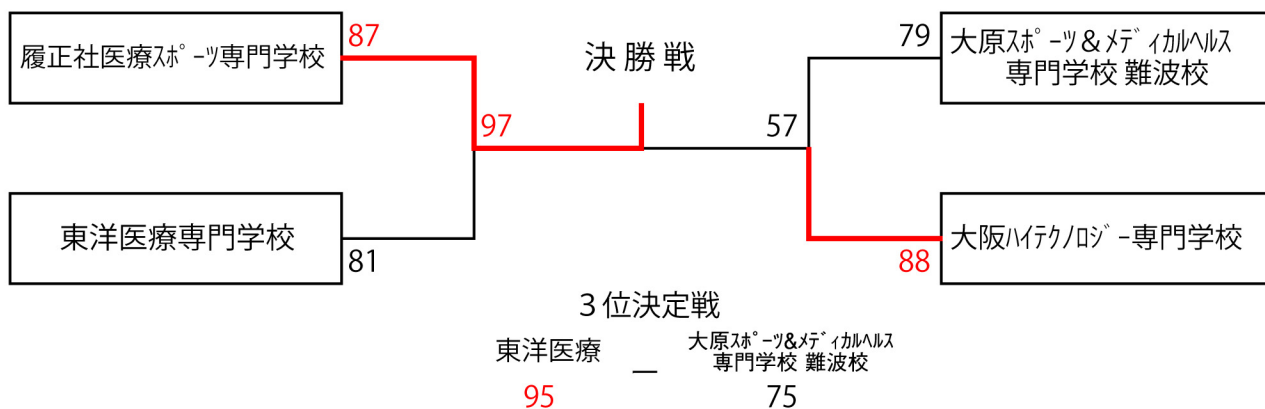 87
履正社医療ｽﾎﾟｰﾂ専門学校
決勝戦
79
大原ｽﾎﾟｰﾂ＆ﾒﾃﾞｨｶﾙﾍﾙｽ
専門学校 難波校
97
57
東洋医療専門学校
81
大阪ﾊｲﾃｸﾉﾛｼﾞｰ専門学校
88
３位決定戦
東洋医療
―
大原ｽﾎﾟｰﾂ&ﾒﾃﾞｨｶﾙﾍﾙｽ
専門学校 難波校
95
75